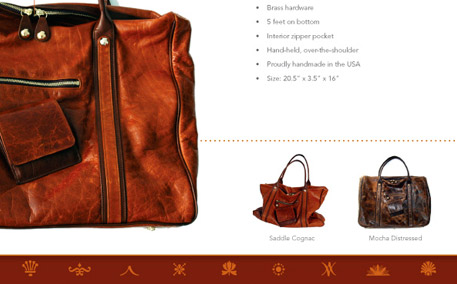 • Brass hardware
• 5 feet on bottom
• Interior zipper pocket
• Hand-held, over-the-shoulder
• Proudly handmade in the USA
• Size: 20.5" x 3.5" x 16"
Saddle Cognac
Mocha Distressed